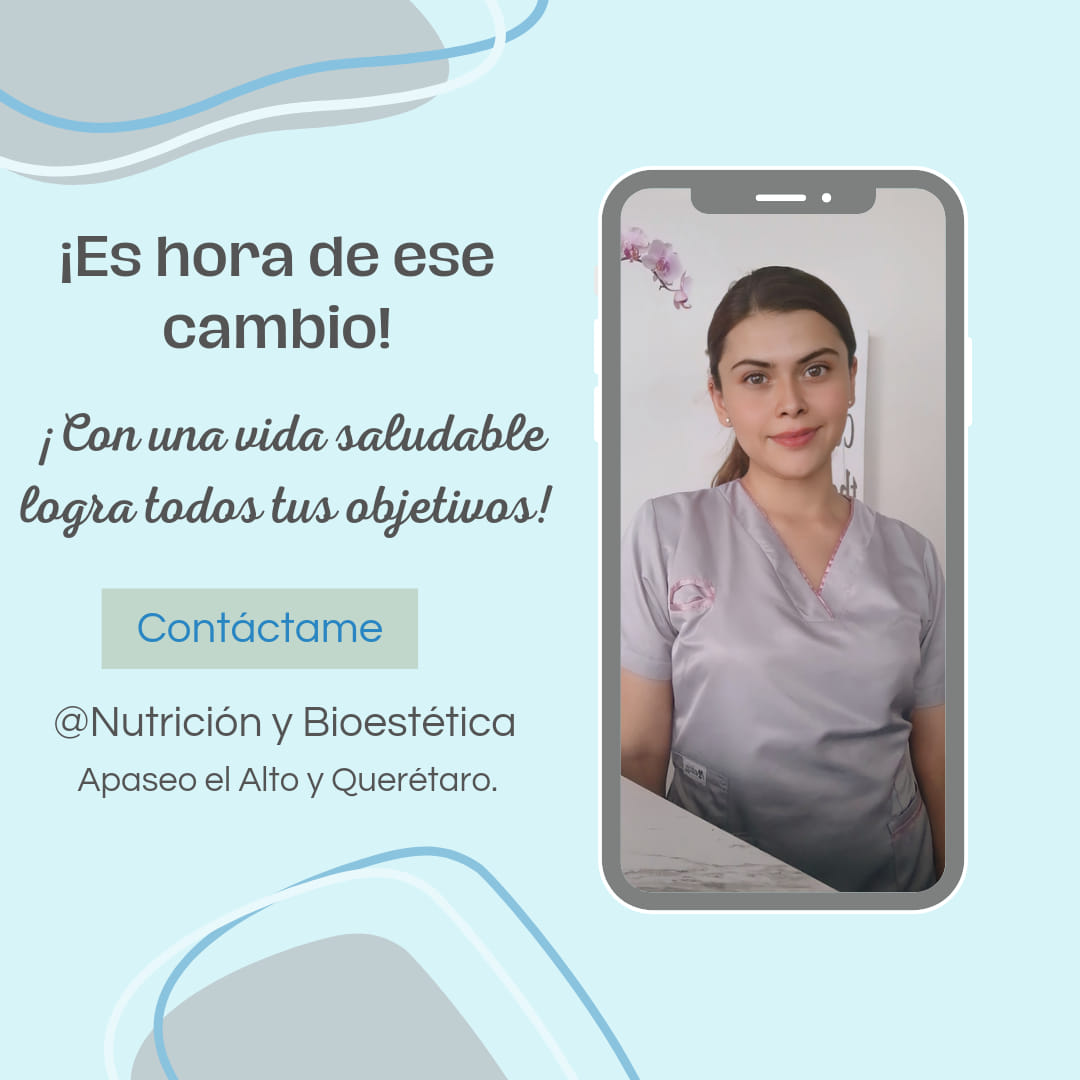 ¡Es hora de ese
cambio!
¡Con una vida saludable
logra todos tus objetivos!
Contáctame
@Nutrición y Bioestética
Apaseo el Alto y Querétaro.